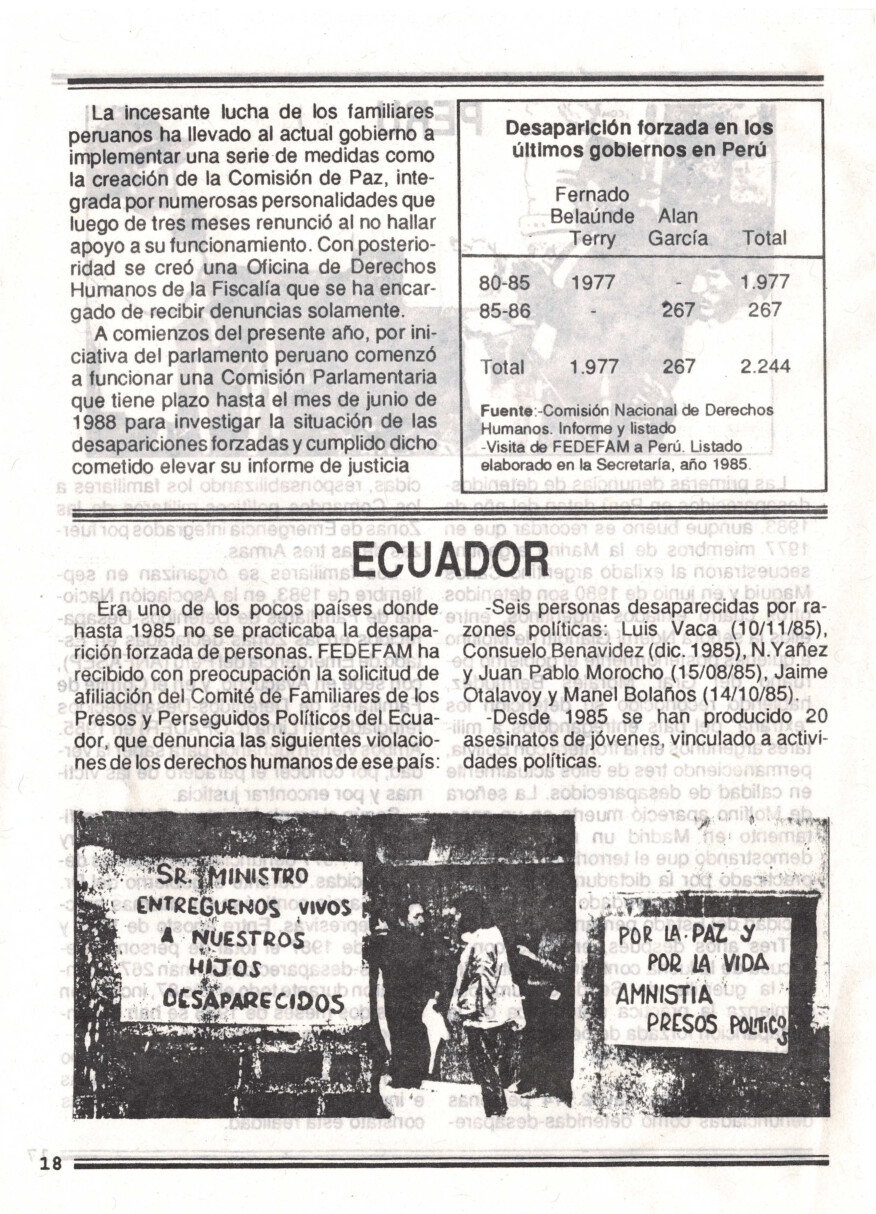 La incesante lucha de los familiares
peruanos ha llevado al actual gobierno a
implementar una serie de medidas como
la creación de la Comisión de Paz, inte-
grada por numerosas personalidades que
luego de tres meses renunció al no hallar
apoyo a su funcionamiento. Con posterio-
ridad se creó una Oficina de Derechos
Humanos de la Fiscalía que se ha encar-
gado de recibir denuncias solamente.
A comienzos del presente año, por ini-
ciativa del parlamento peruano comenzó
a funcionar una Comisión Parlamentaria
que tiene plazo hasta el mes de junio de
1988 para investigar la situación de las
desapariciones forzadas y cumplido dicho
cometido elevar su informe de justicia
Desaparición forzada en los
últimos gobiernos en Perú
Fernado
Belaúnde Alan
Terry García Total
80-85 1977 - 1.977
85-86 - 267 267
Total 1.977 267 2.244
Fuente:-Comisión Nacional de Derechos
Humanos. Informe y listado
-Visita de FEDEFAM a Perú. Listado
elaborado en la Secretaría, año 1985.
ECUADOR
Era uno de los pocos países donde
hasta 1985 no se practicaba la desapa-
rición forzada de personas. FEDEFAM ha
recibido con preocupación la solicitud de
afiliación del Comité de Familiares de los
Presos y Perseguidos Políticos del Ecua-
dor, que denuncia las siguientes violacio-
nes de los derechos humanos de ese país:
-Seis personas desaparecidas por ra-
zones políticas: Luis Vaca (10/11/85),
Consuelo Benavidez (dic. 1985), N.Yañez
y Juan Pablo Morocho (15/08/85), Jaime
Otalavoy y Manel Bolaños (14/10/85).
-Desde 1985 se han producido 20
asesinatos de jóvenes, vinculado a activi-
dades políticas.
SR. MINISTRO
ENTREGUENOS VIVOS
A NUESTROS
HIJOS
DESAPARECIDOS
POR LA PAZ Y
POR LA VIDA
AMNISTIA
PRESOS POLITICOS
18